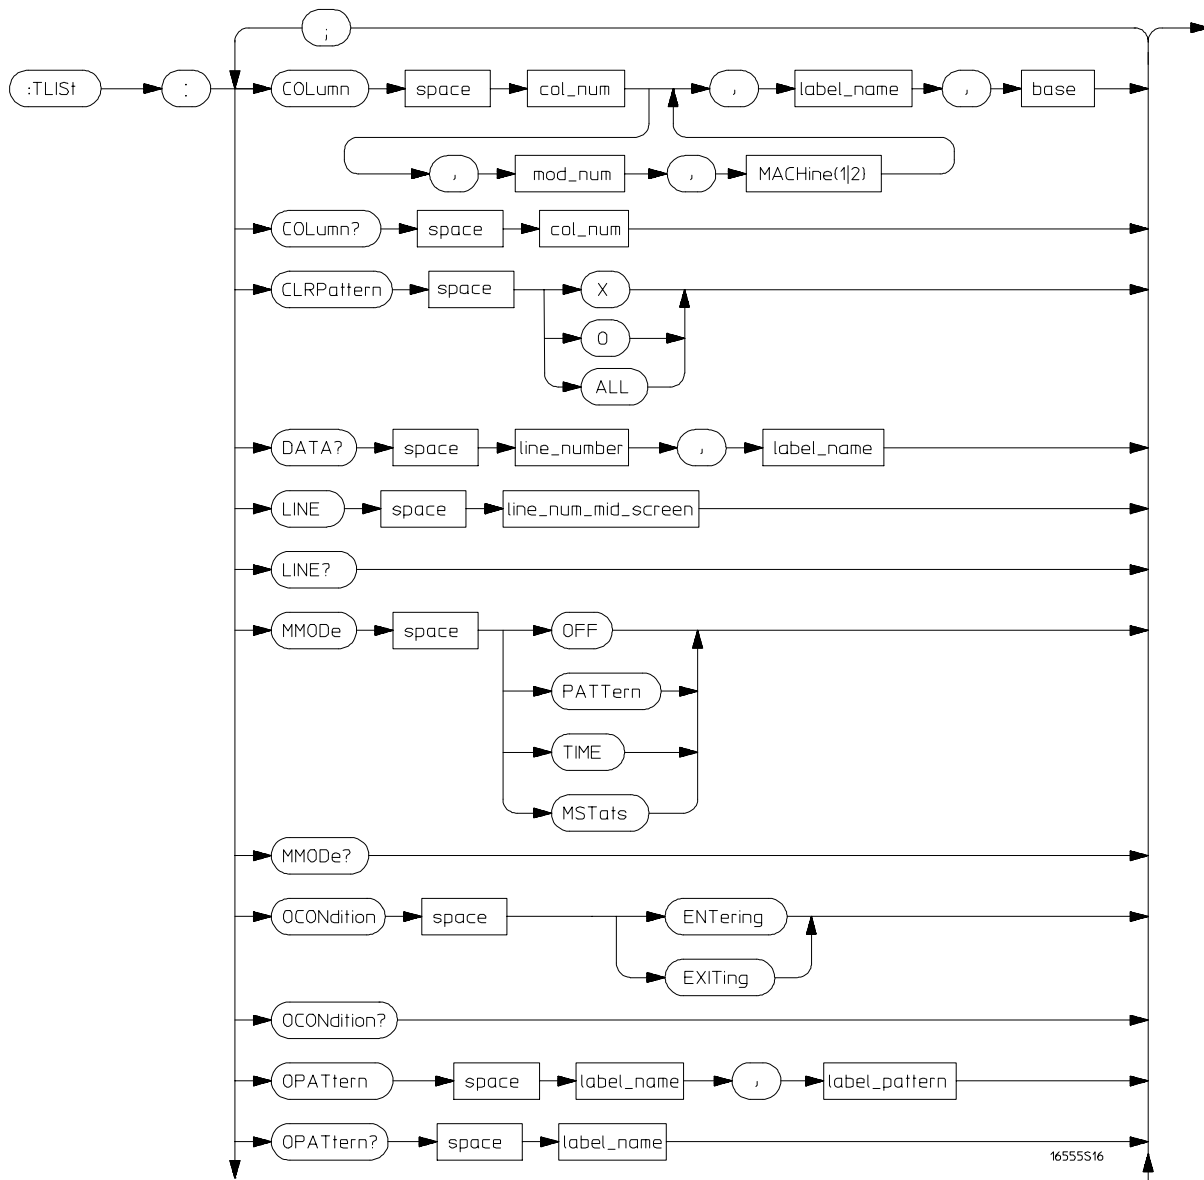 ;
:TLISt : COLumn space col_num , label_name , base
, mod_num , MACHine(1|2)
COLumn? space col_num
CLRPattern space X
O
ALL
DATA? space line_number , label_name
LINE space line_num_mid_screen
LINE?
MMODe space OFF
PATTern
TIME
MSTats
MMODe?
OCONdition space ENTering
EXITing
OCONdition?
OPATtern space label_name , label_pattern
OPATtern? space label_name
16555S16